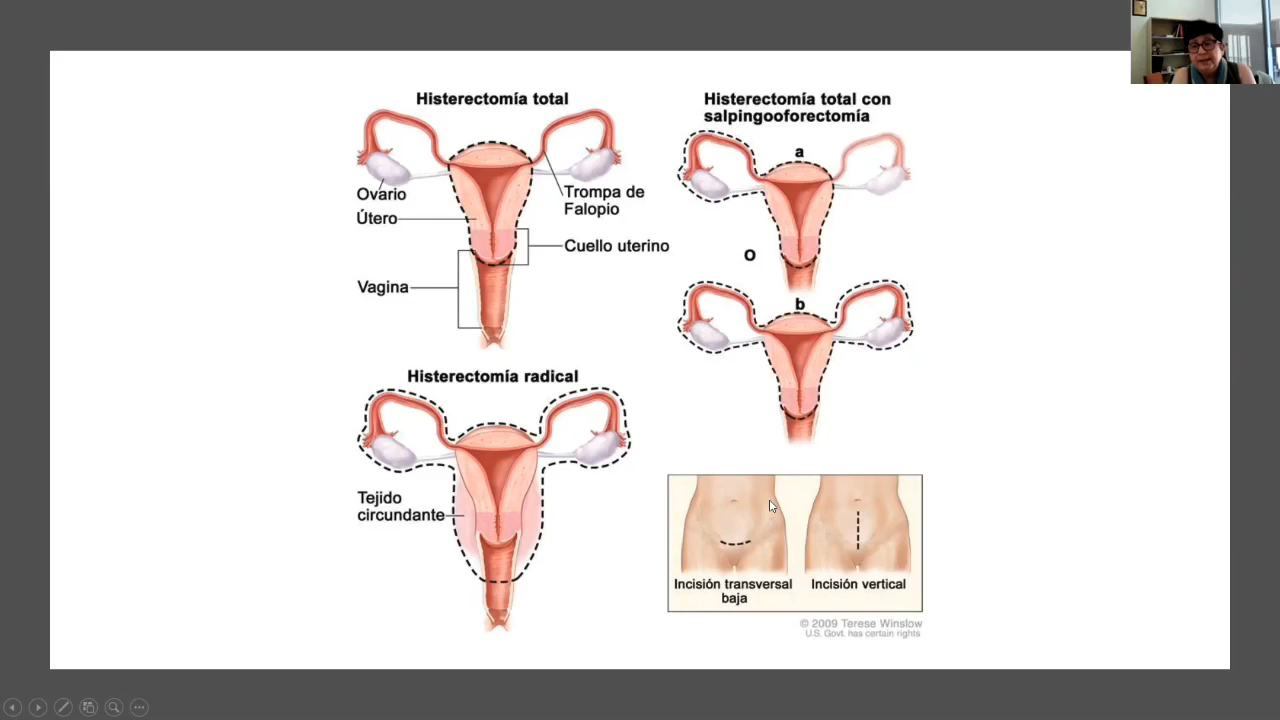 Histerectomía total
Ovario
Útero
Vagina
Trompa de
Falopio
Cuello uterino
Histerectomía total con
salpingooforectomía
a
O
b
Histerectomía radical
Tejido
circundante
Incisión transversal
baja
Incisión vertical
© 2009 Terese Winslow
U.S. Govt. has certain rights